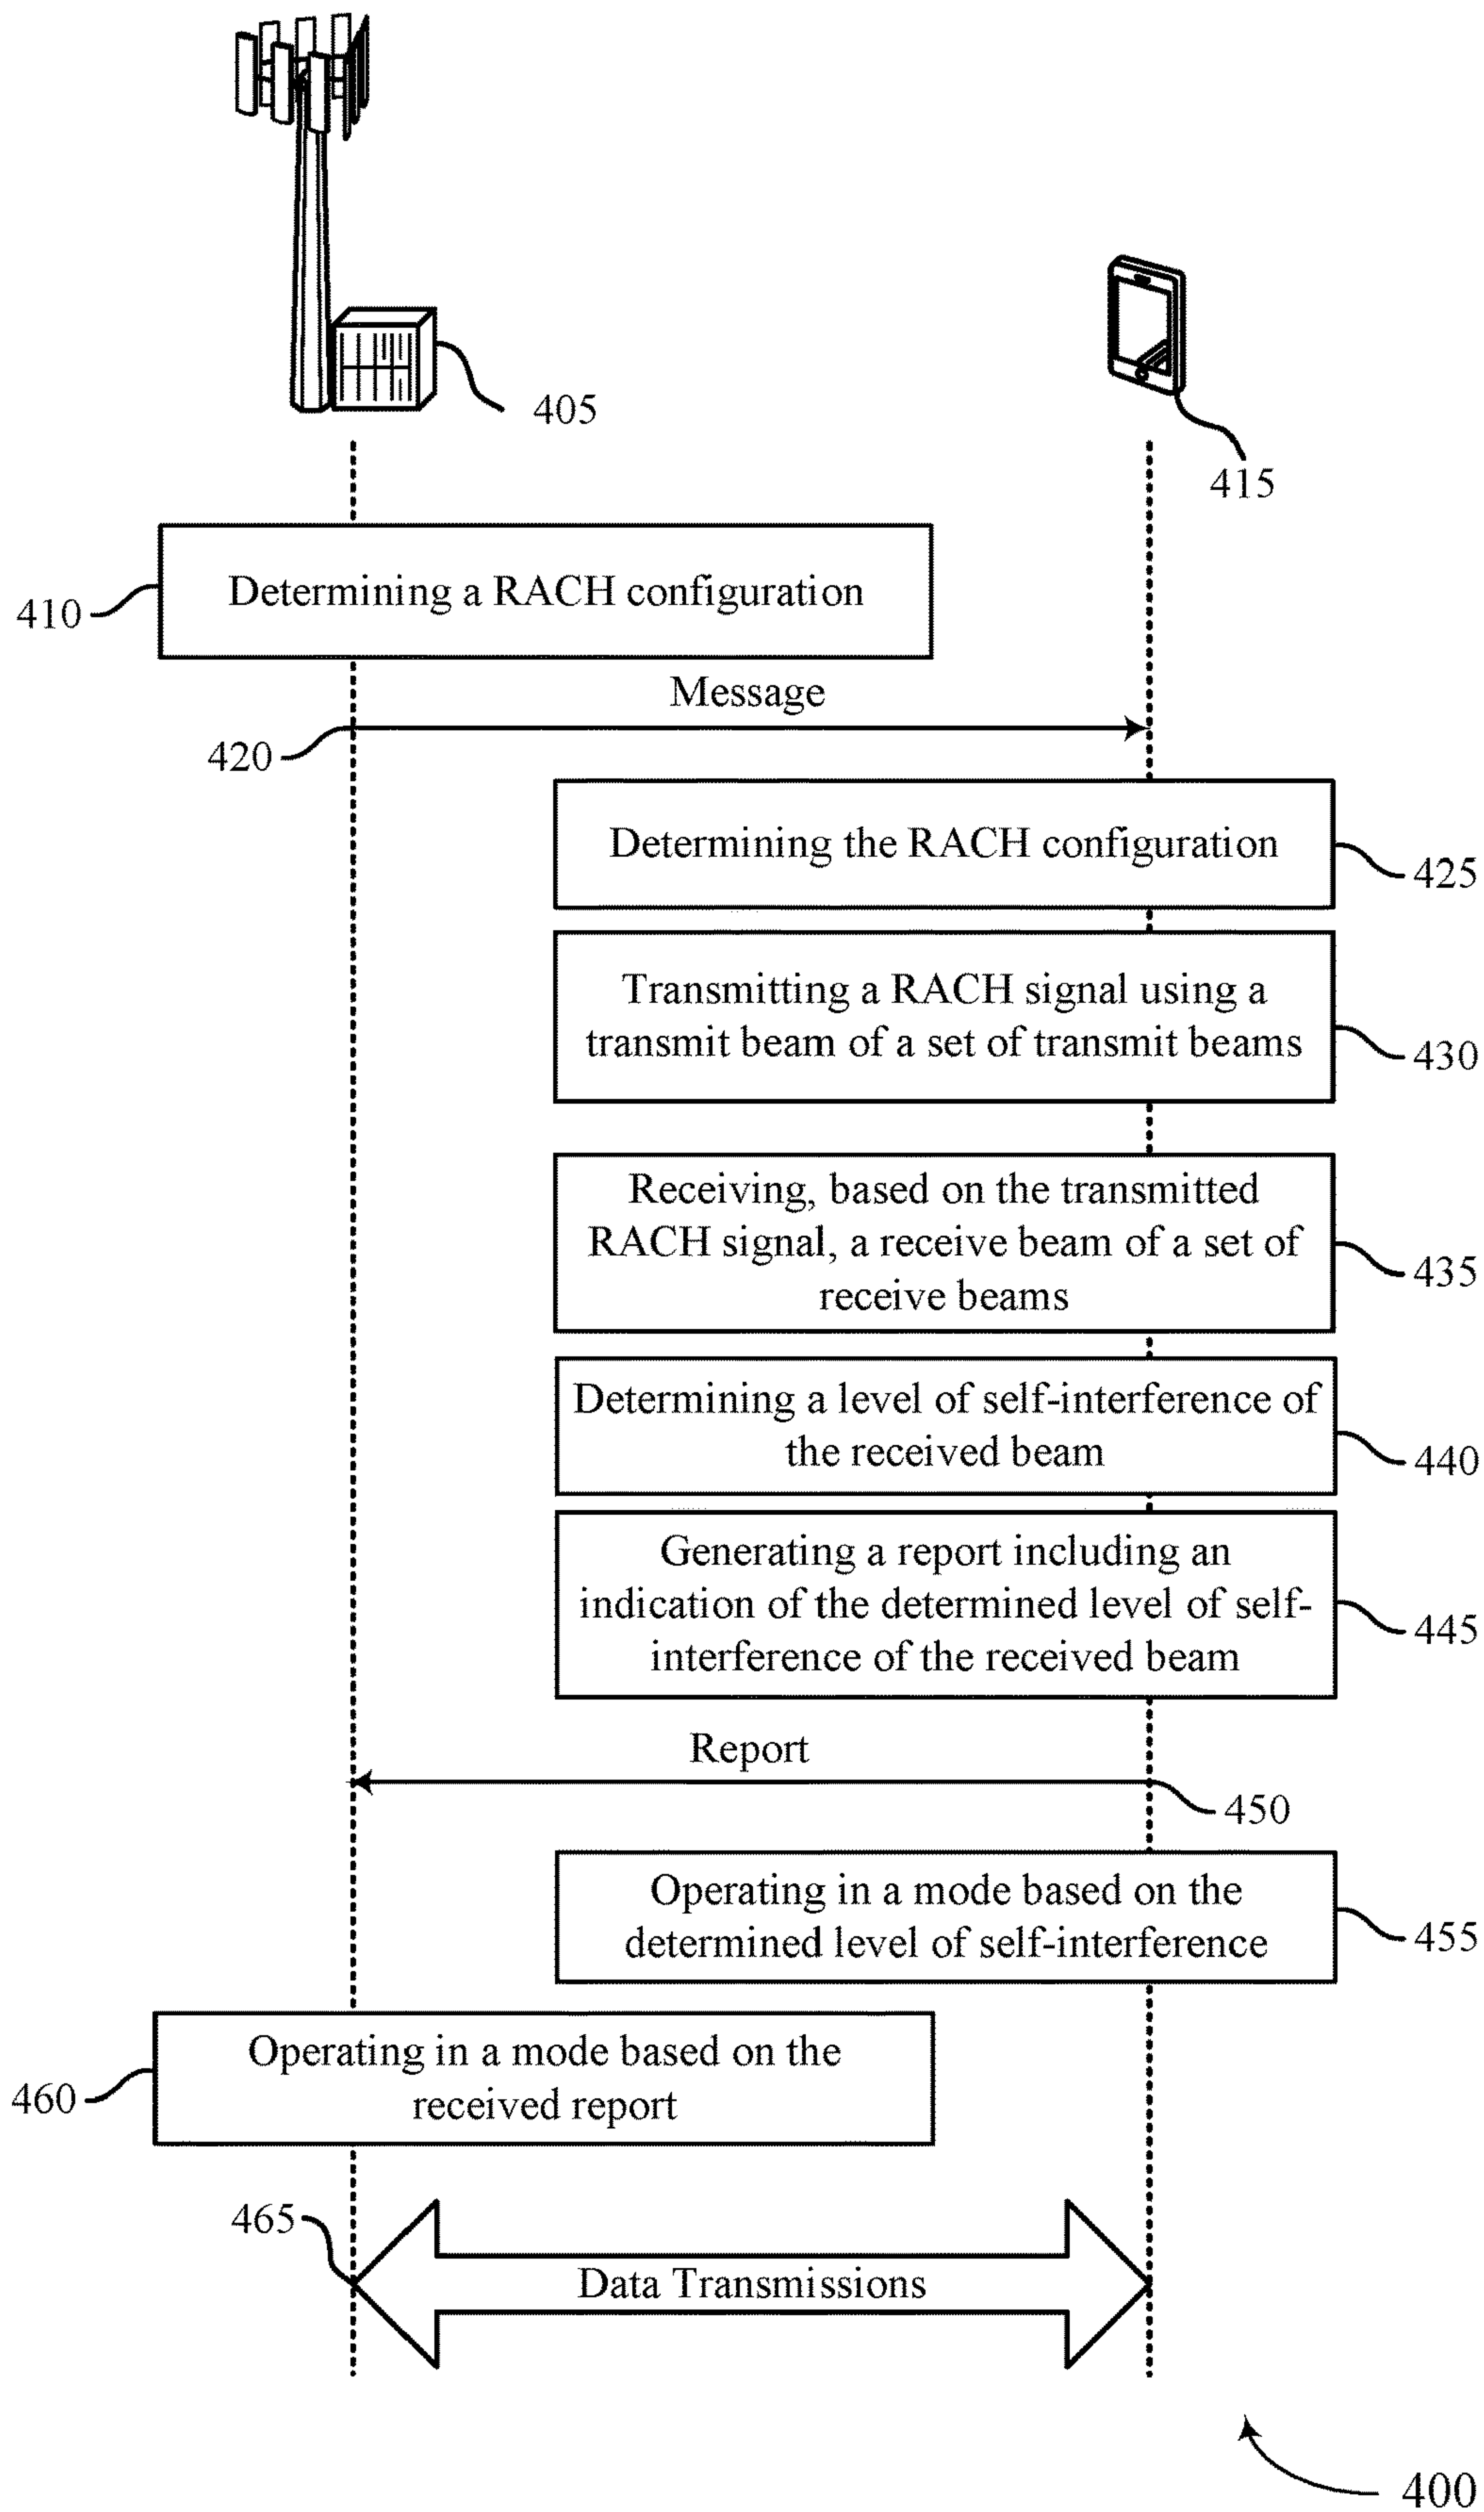 405
415
410
Determining a RACH configuration
Message
420
Determining the RACH configuration
425
Transmitting a RACH signal using a
transmit beam of a set of transmit beams
430
Receiving, based on the transmitted
RACH signal, a receive beam of a set of
receive beams
435
Determining a level of self-interference of
the received beam
440
Generating a report including an
indication of the determined level of self-
interference of the received beam
445
Report
450
Operating in a mode based on the
determined level of self-interference
455
Operating in a mode based on the
received report
460
465
Data Transmissions
400